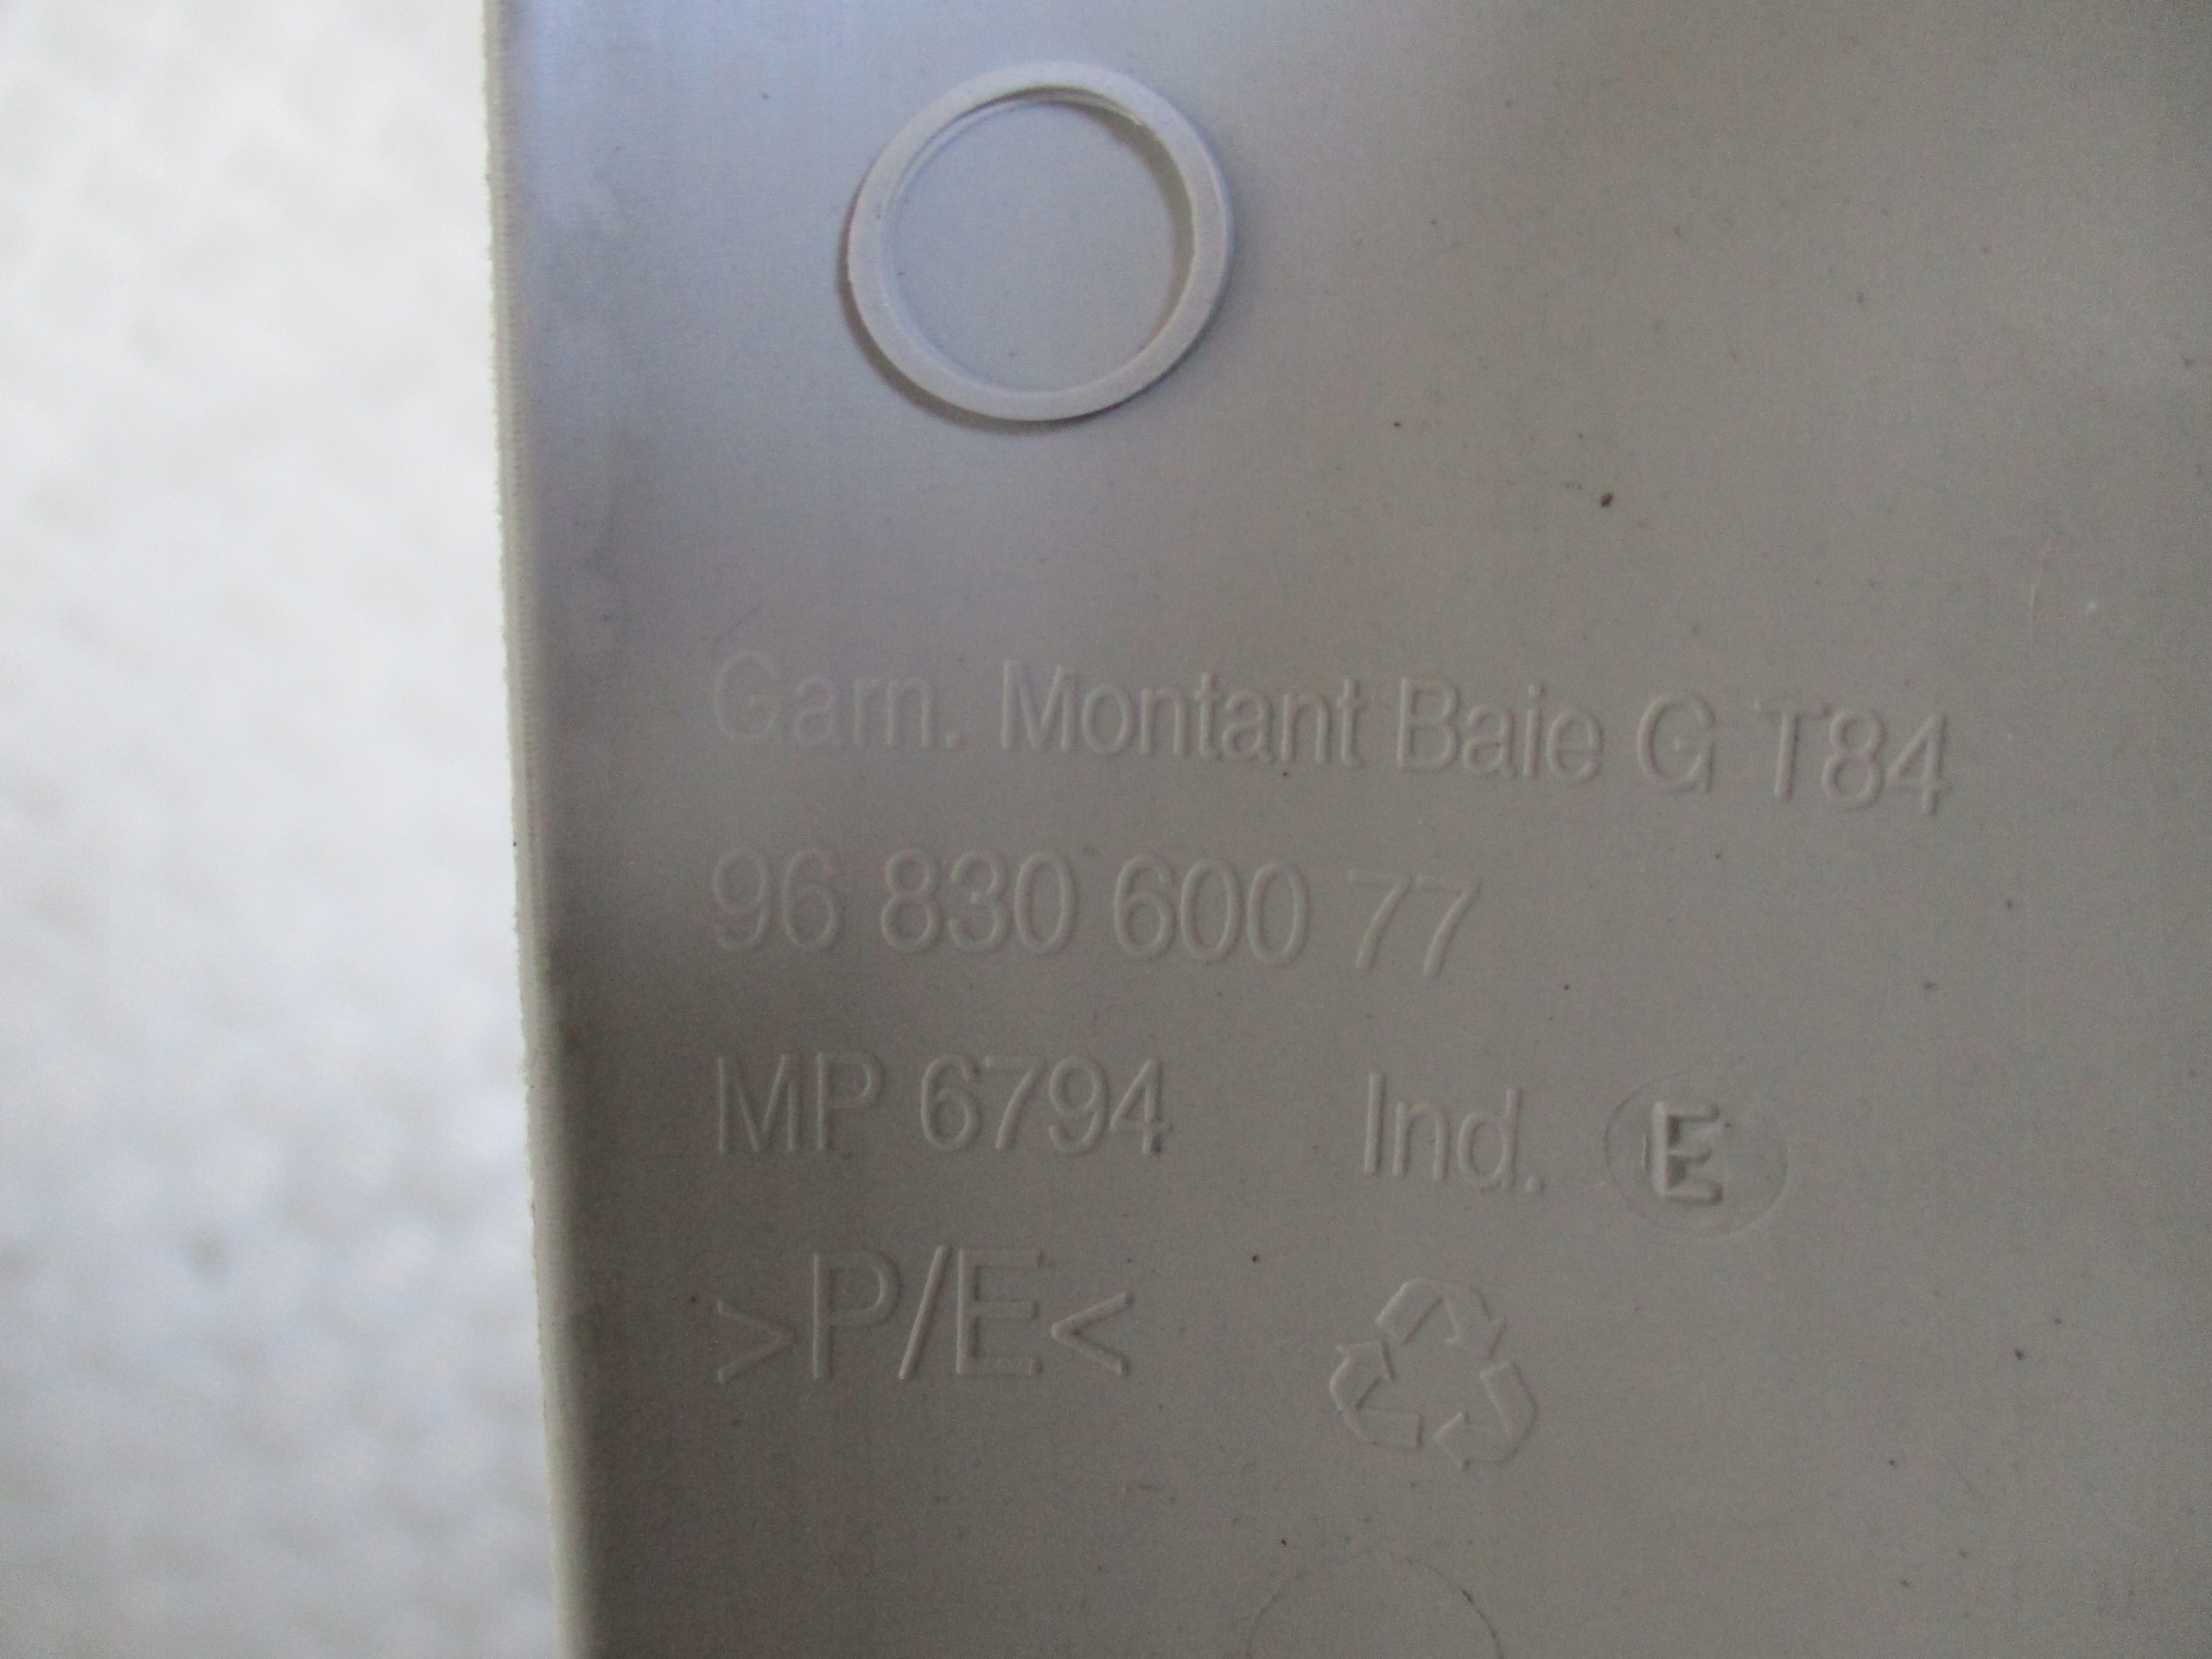 Garn. Montant Baie G T84
96 830 600 77
MP 6794 Ind. E
>P/E<